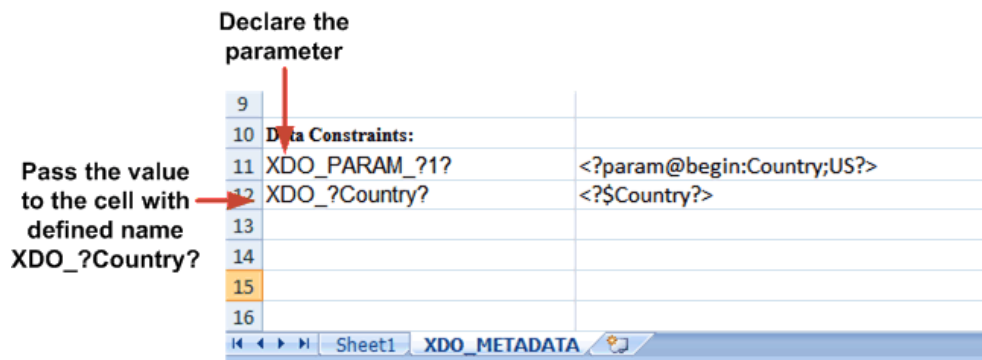 Declare the
parameter
9
10 Data Constraints:
11 XDO_PARAM_?1? <?param@begin:Country;US?>
Pass the value
to the cell with
defined name
XDO_?Country?
12 XDO_?Country? <?$Country?>
13
14
15
16
Sheet1 XDO_METADATA